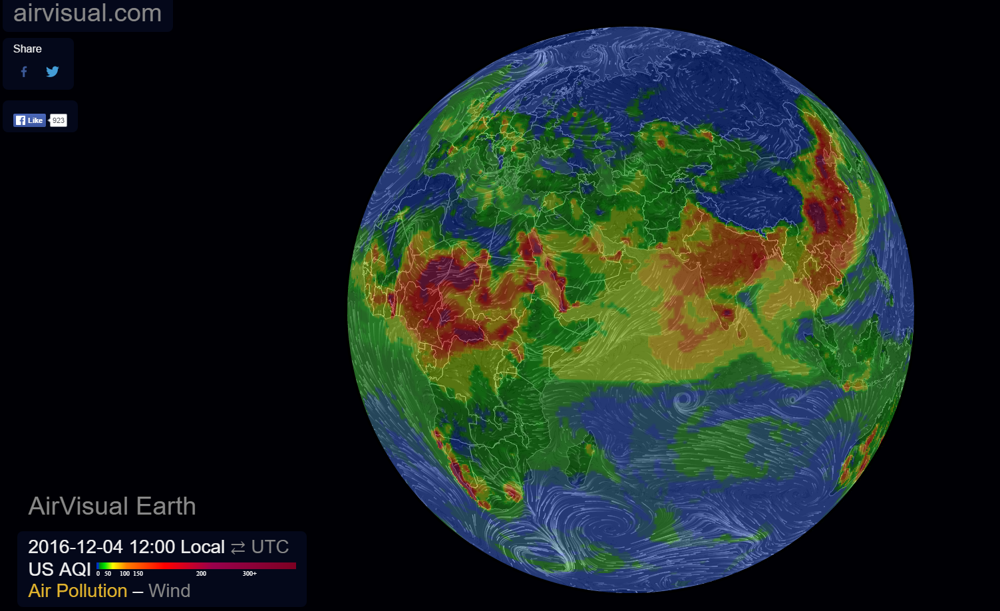 airvisual.com
Share
Like 923
AirVisual Earth
2016-12-04 12:00 Local ⇄ UTC
US AQI
0 50 100 150 200 300+
Air Pollution – Wind